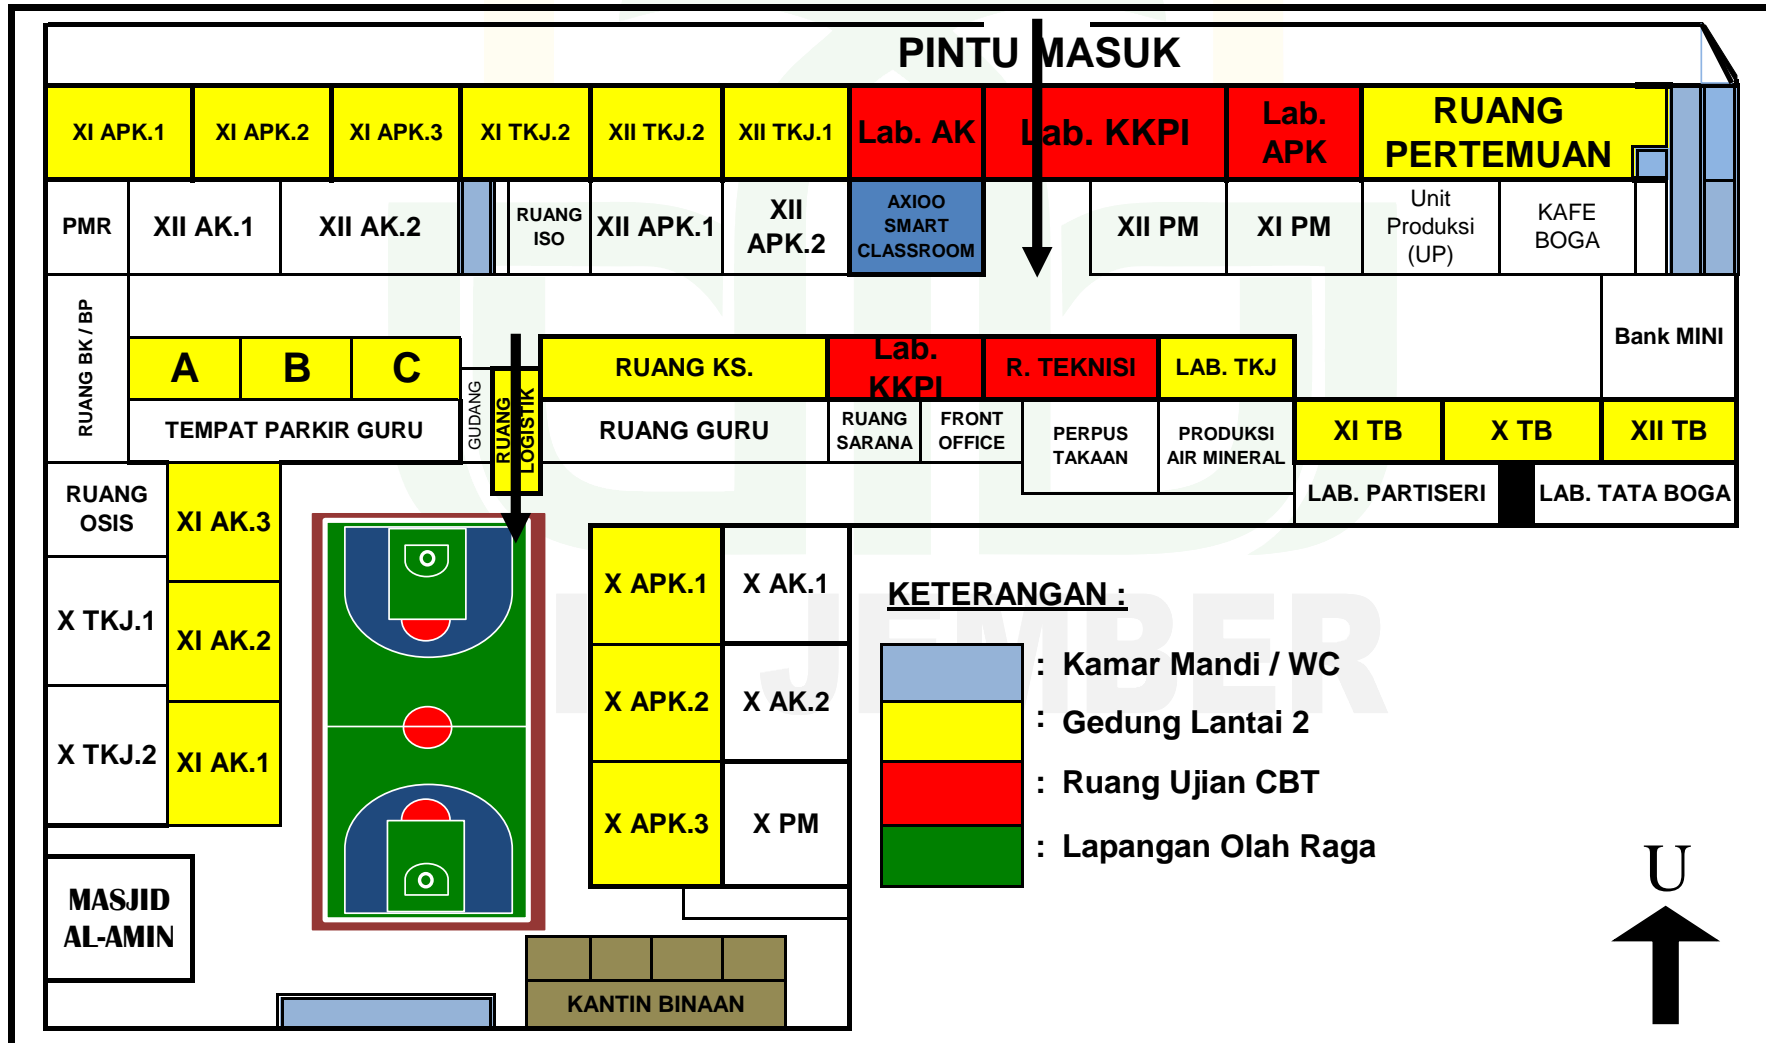 PINTU MASUK
XI APK.1
XI APK.2
XI APK.3
XI TKJ.2
XII TKJ.2
XII TKJ.1
Lab. AK
Lab. KKPI
Lab.
APK
RUANG
PERTEMUAN
PMR
XII AK.1
XII AK.2
RUANG
ISO
XII APK.1
XII
APK.2
AXIOO
SMART
CLASSROOM
XII PM
XI PM
Unit
Produksi
(UP)
KAFE
BOGA
RUANG BK / BP
A
B
C
GUDANG
RUANG
LOGISTIK
RUANG KS.
Lab.
KKPI
R. TEKNISI
LAB. TKJ
Bank MINI
TEMPAT PARKIR GURU
RUANG GURU
RUANG
SARANA
FRONT
OFFICE
PERPUS
TAKAAN
PRODUKSI
AIR MINERAL
XI TB
X TB
XII TB
LAB. PARTISERI
LAB. TATA BOGA
RUANG
OSIS
XI AK.3
X TKJ.1
XI AK.2
X TKJ.2
XI AK.1
X APK.1
X AK.1
X APK.2
X AK.2
X APK.3
X PM
MASJID
AL-AMIN
KANTIN BINAAN
KETERANGAN :
: Kamar Mandi / WC
: Gedung Lantai 2
: Ruang Ujian CBT
: Lapangan Olah Raga
U
JEMBER